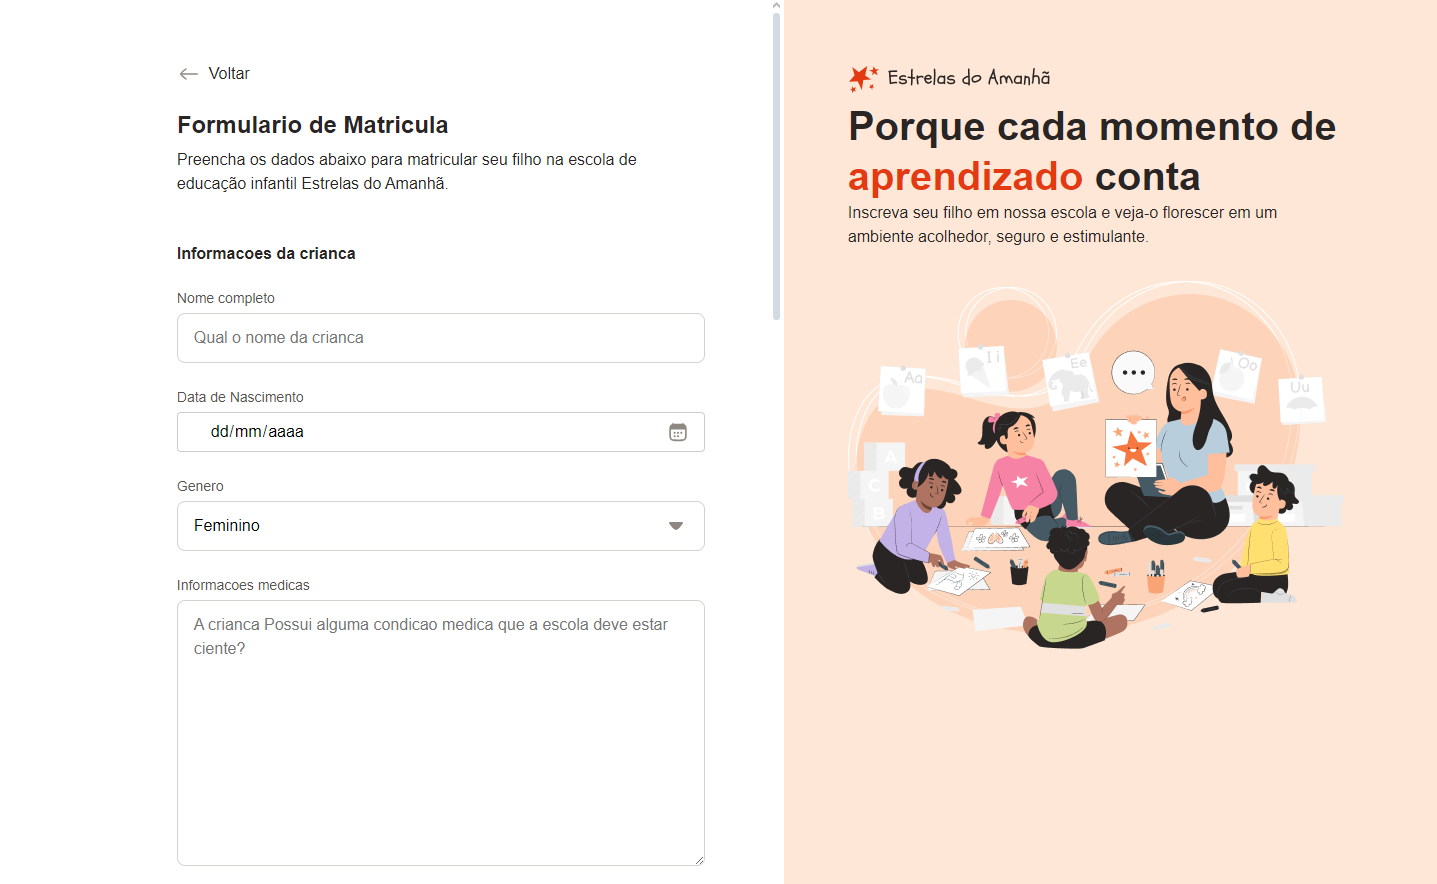 Voltar
Formulario de Matricula
Preencha os dados abaixo para matricular seu filho na escola de
educação infantil Estrelas do Amanhã.
Informacoes da crianca
Nome completo
Qual o nome da crianca
Data de Nascimento
dd/mm/aaaa
Genero
Feminino
Informacoes medicas
A crianca Possui alguma condicao medica que a escola deve estar
ciente?
Estrelas do Amanhã
Porque cada momento de
aprendizado conta
Inscreva seu filho em nossa escola e veja-o florescer em um
ambiente acolhedor, seguro e estimulante.
Aa
I i
Ee
Oo
Uu
A
C
B